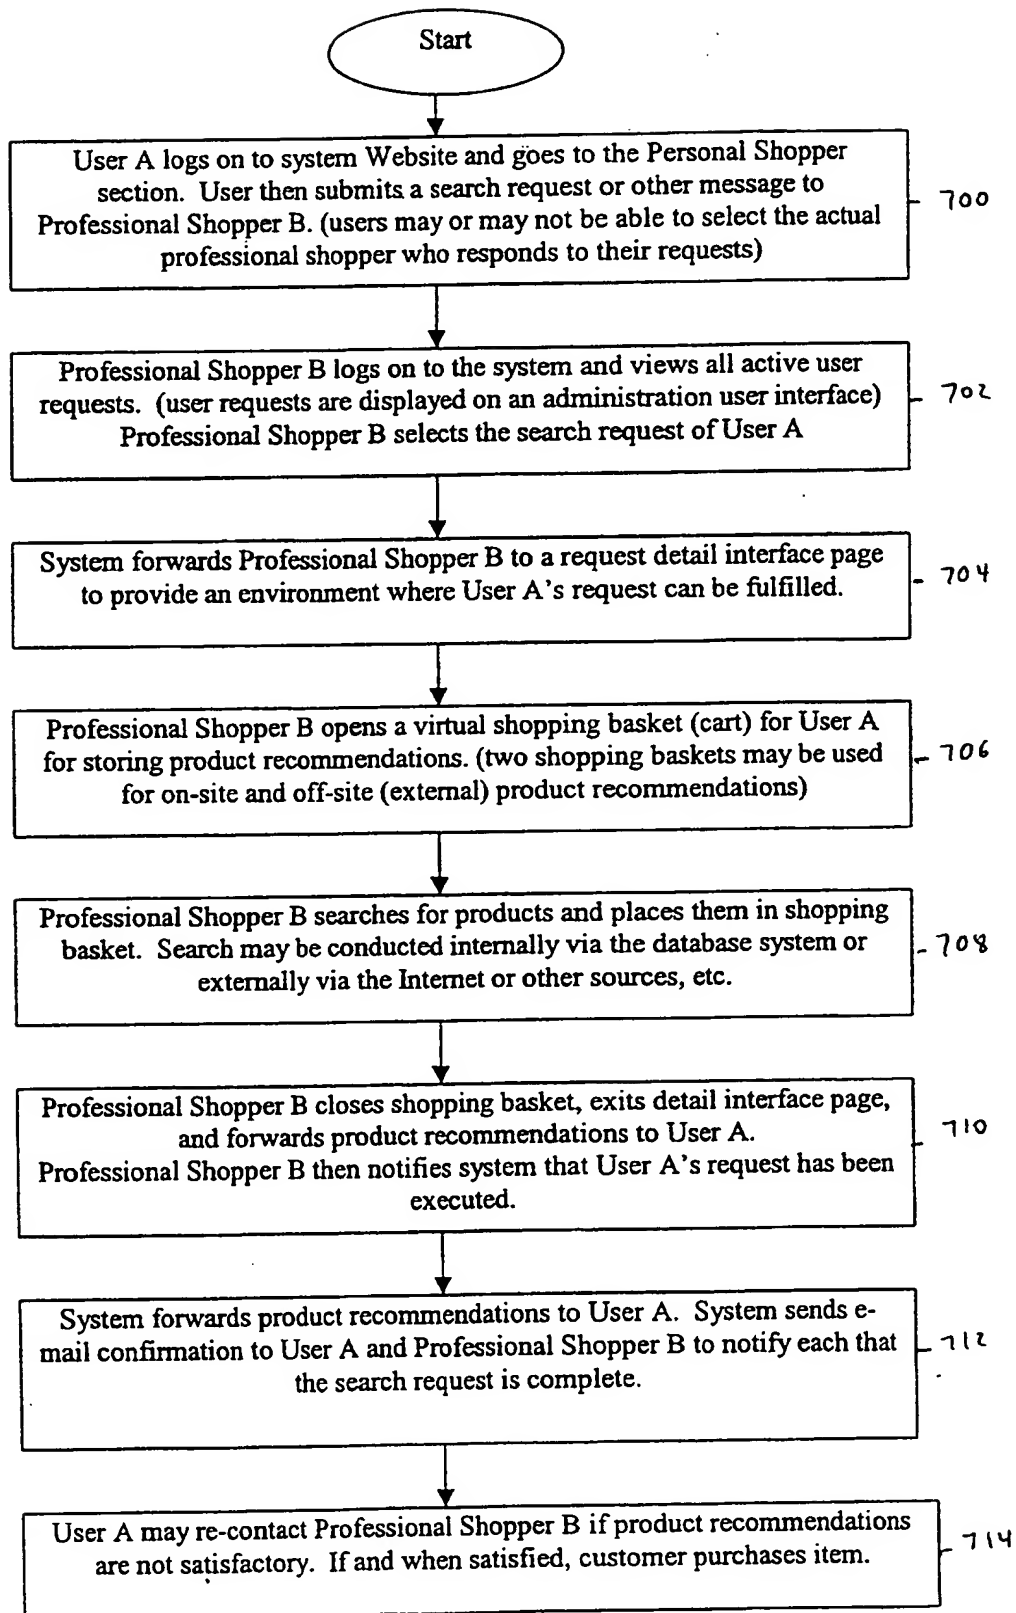 Start
User A logs on to system Website and goes to the Personal Shopper
section. User then submits a search request or other message to
Professional Shopper B. (users may or may not be able to select the actual
professional shopper who responds to their requests)
700
Professional Shopper B logs on to the system and views all active user
requests. (user requests are displayed on an administration user interface)
Professional Shopper B selects the search request of User A
702
System forwards Professional Shopper B to a request detail interface page
to provide an environment where User A's request can be fulfilled.
704
Professional Shopper B opens a virtual shopping basket (cart) for User A
for storing product recommendations. (two shopping baskets may be used
for on-site and off-site (external) product recommendations)
706
Professional Shopper B searches for products and places them in shopping
basket. Search may be conducted internally via the database system or
externally via the Internet or other sources, etc.
708
Professional Shopper B closes shopping basket, exits detail interface page,
and forwards product recommendations to User A.
Professional Shopper B then notifies system that User A's request has been
executed.
710
System forwards product recommendations to User A. System sends e-
mail confirmation to User A and Professional Shopper B to notify each that
the search request is complete.
712
User A may re-contact Professional Shopper B if product recommendations
are not satisfactory. If and when satisfied, customer purchases item.
714